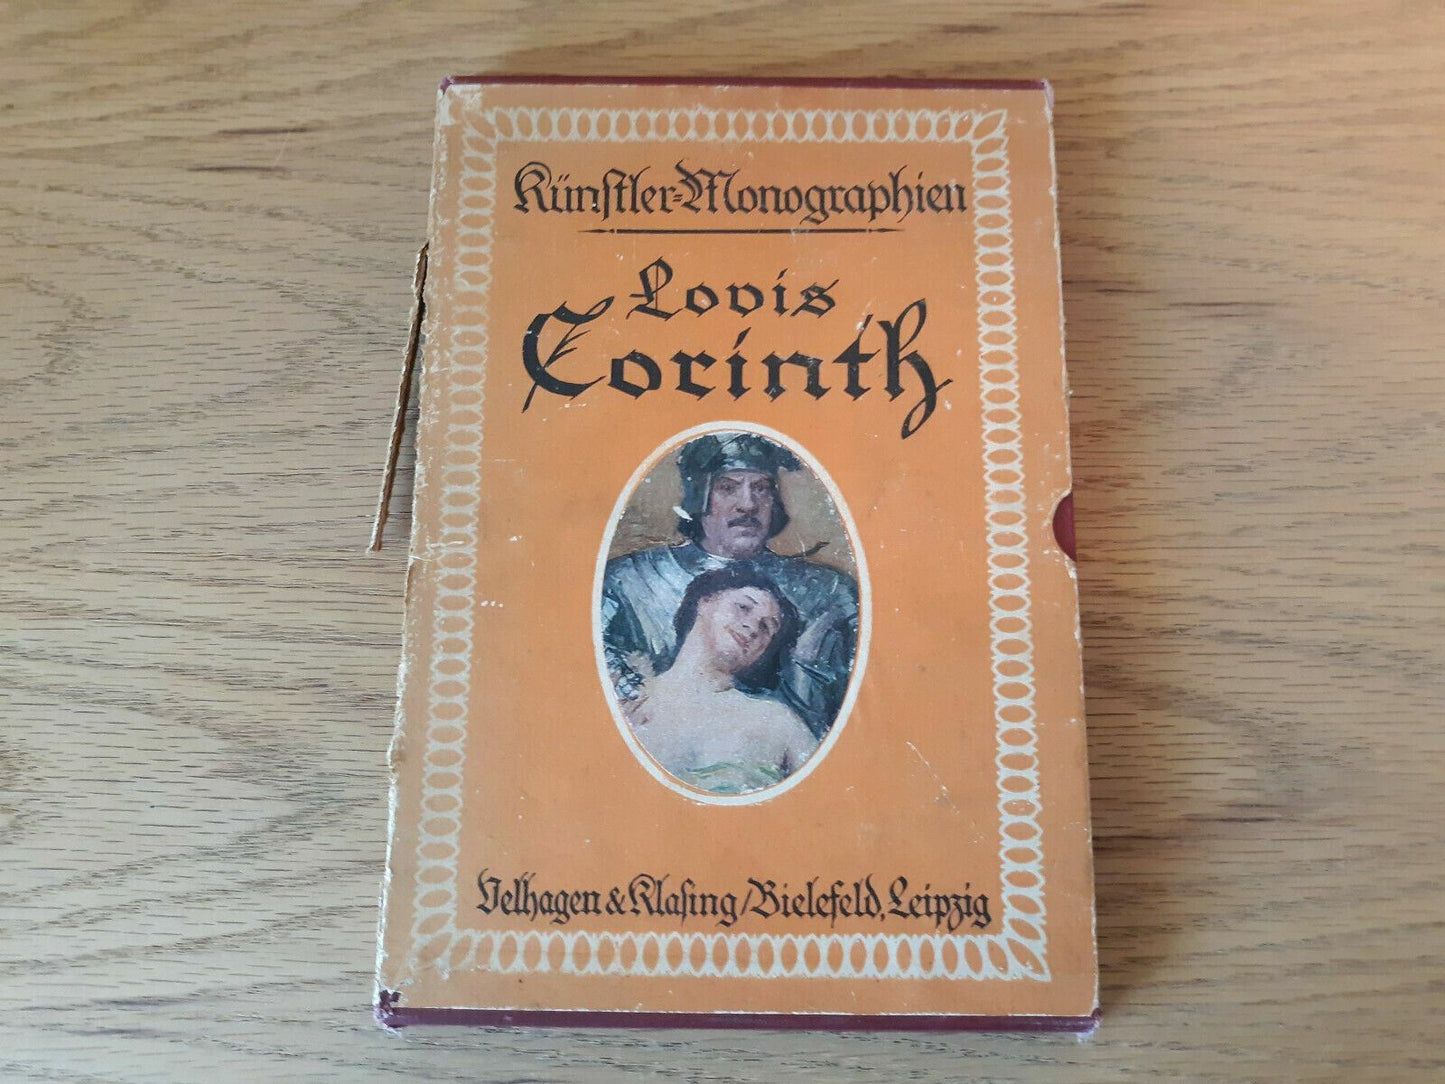 Künſtler=Monographien
Lovis
Corinth
Velhagen & Klaſing/Bielefeld, Leipzig